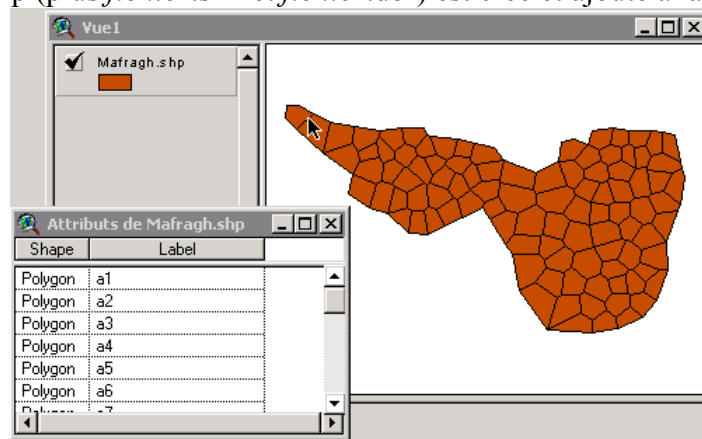 Vue1
Mafragh.shp
Attributs de Mafragh.shp
Shape Label
Polygon a1
Polygon a2
Polygon a3
Polygon a4
Polygon a5
Polygon a6